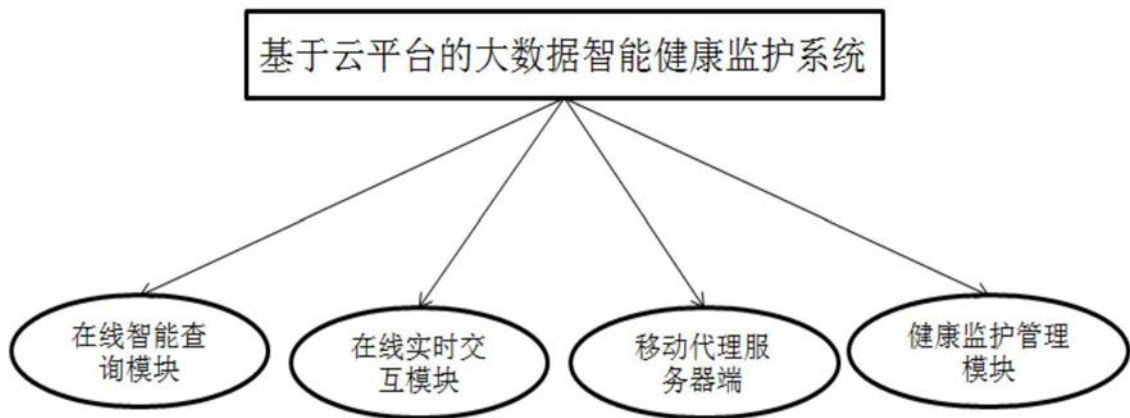 基于云平台的大数据智能健康监护系统
在线智能查
询模块
在线实时交
互模块
移动代理服
务器端
健康监护管理
模块